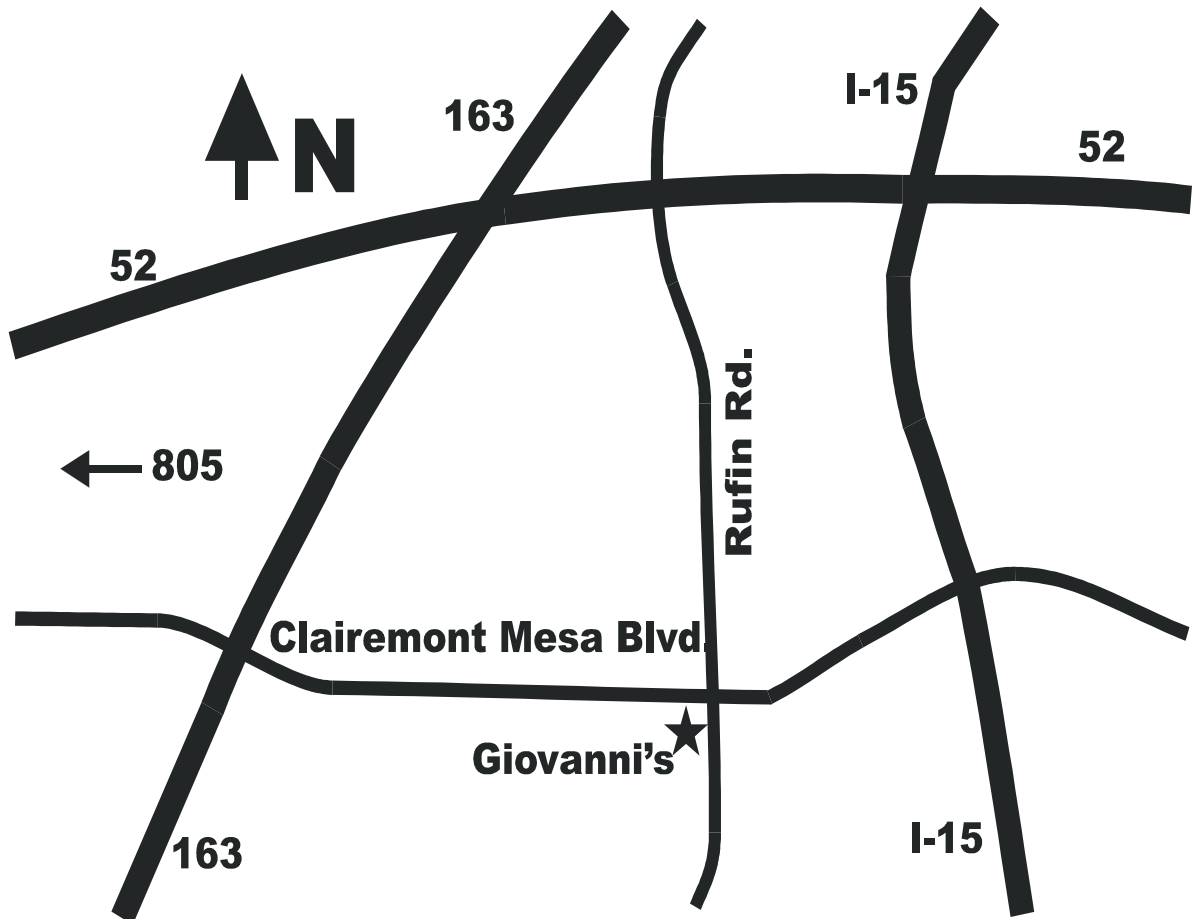 I-15
163
N
52
52
Rufin Rd.
805
Clairemont Mesa Blvd.
Giovanni's
I-15
163